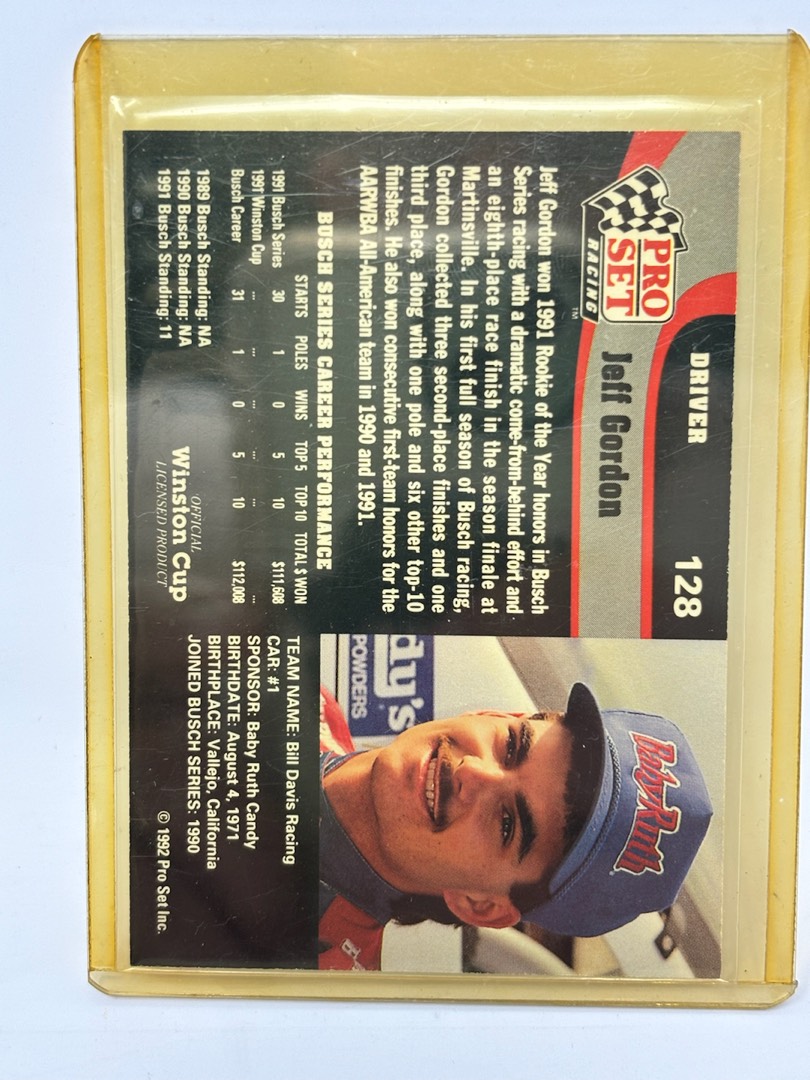 PRO
SET
RACING
TM
DRIVER
128
Jeff Gordon
Jeff Gordon won 1991 Rookie of the Year honors in Busch
Series racing with a dramatic come-from-behind effort and
an eighth-place race finish in the season finale at
Martinsville. In his first full season of Busch racing,
Gordon collected three second-place finishes and one
third place, along with one pole and six other top-10
finishes. He also won consecutive first-team honors for the
AARWBA All-American team in 1990 and 1991.
BUSCH SERIES CAREER PERFORMANCE
STARTS POLES WINS TOP 5 TOP 10 TOTAL $ WON
1991 Busch Series 30 1 0 5 10 $111,608
1991 Winston Cup ... ... ... ... ... ...
Busch Career 31 1 0 5 10 $112,008
1989 Busch Standing: NA
1990 Busch Standing: NA
1991 Busch Standing: 11
OFFICIAL
Winston Cup
LICENSED PRODUCT
BabyRuth
dy's
POWDERS
TEAM NAME: Bill Davis Racing
CAR: #1
SPONSOR: Baby Ruth Candy
BIRTHDATE: August 4, 1971
BIRTHPLACE: Vallejo, California
JOINED BUSCH SERIES: 1990
© 1992 Pro Set Inc.